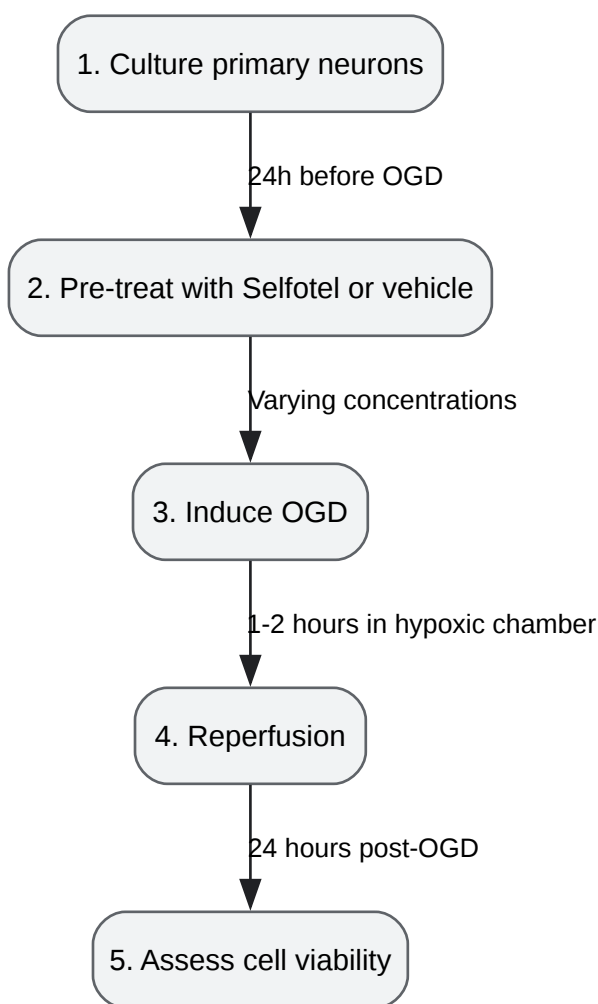 1. Culture primary neurons
24h before OGD
2. Pre-treat with Selfotel or vehicle
Varying concentrations
3. Induce OGD
1-2 hours in hypoxic chamber
4. Reperfusion
24 hours post-OGD
5. Assess cell viability